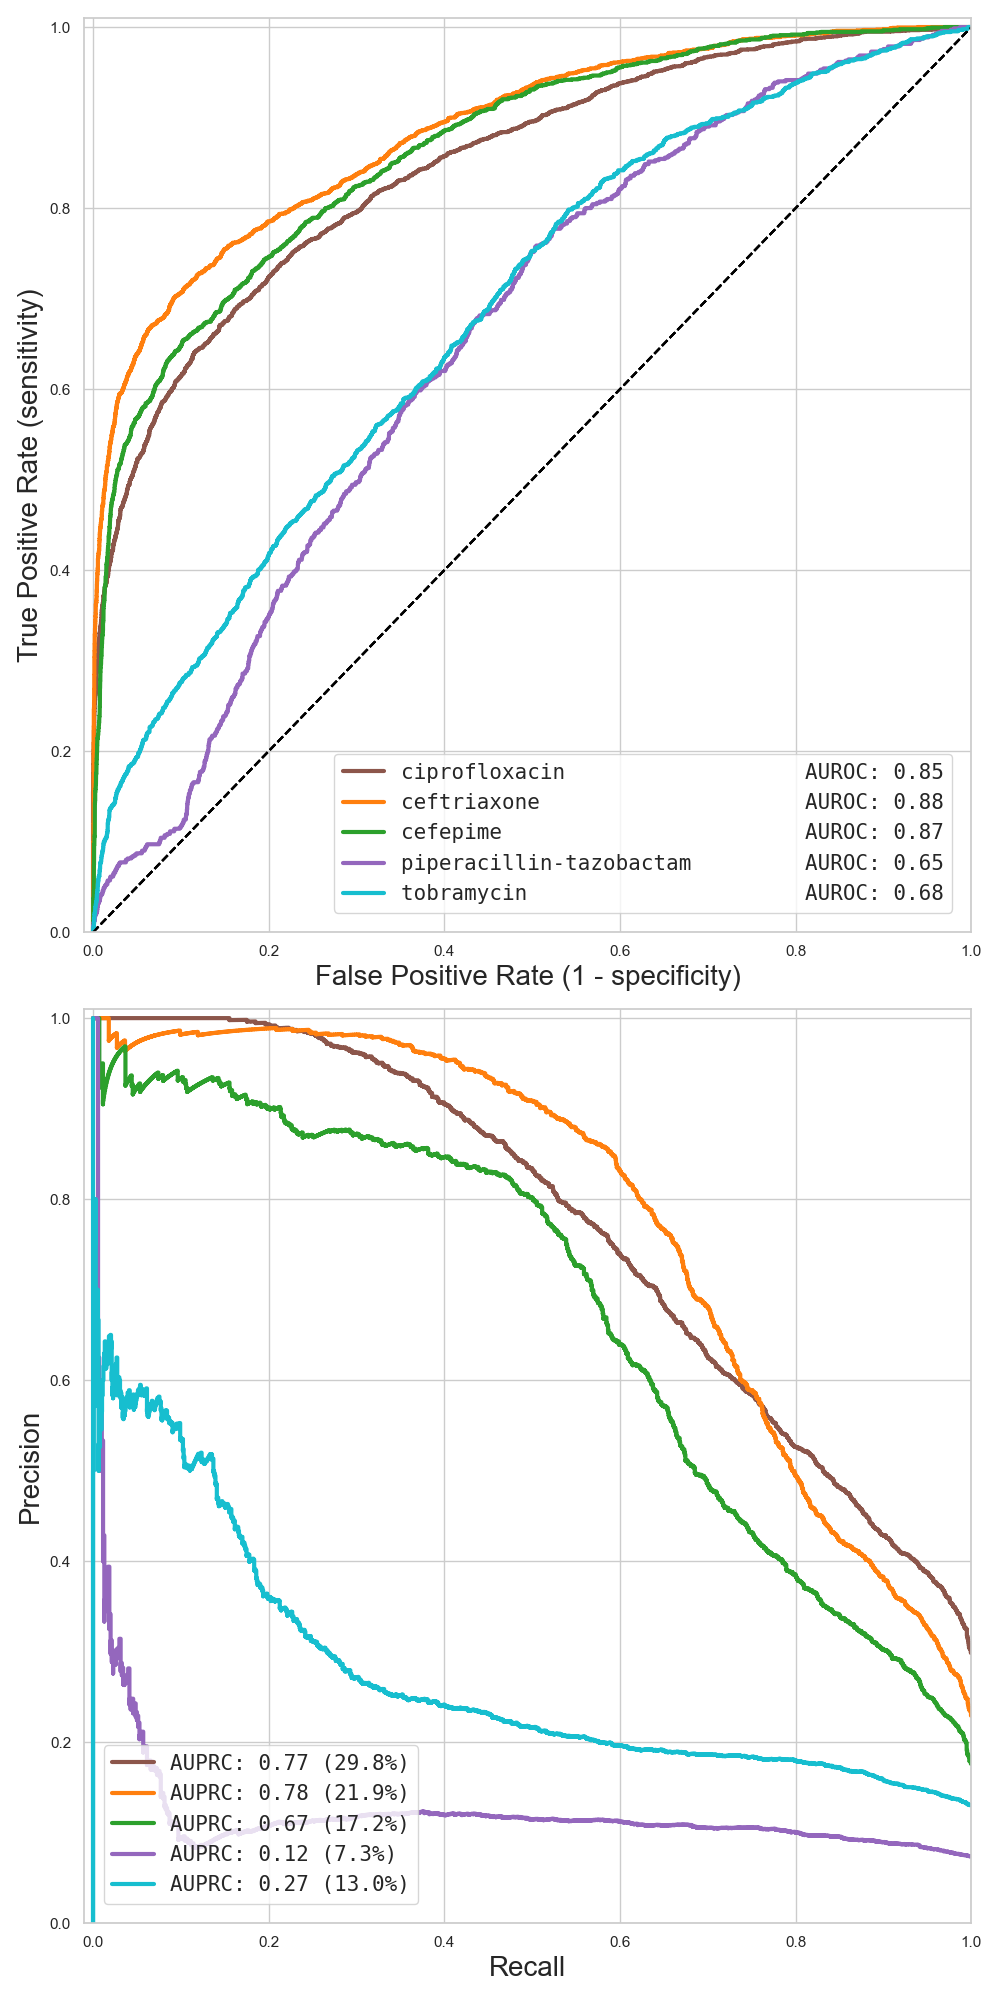 1.0
0.8
0.6
0.4
0.2
0.0
True Positive Rate (sensitivity)
ciprofloxacin AUROC: 0.85
ceftriaxone AUROC: 0.88
cefepime AUROC: 0.87
piperacillin-tazobactam AUROC: 0.65
tobramycin AUROC: 0.68
0.0 0.2 0.4 0.6 0.8 1.0
False Positive Rate (1 - specificity)
1.0
0.8
0.6
0.4
0.2
0.0
Precision
AUPRC: 0.77 (29.8%)
AUPRC: 0.78 (21.9%)
AUPRC: 0.67 (17.2%)
AUPRC: 0.12 (7.3%)
AUPRC: 0.27 (13.0%)
0.0 0.2 0.4 0.6 0.8 1.0
Recall